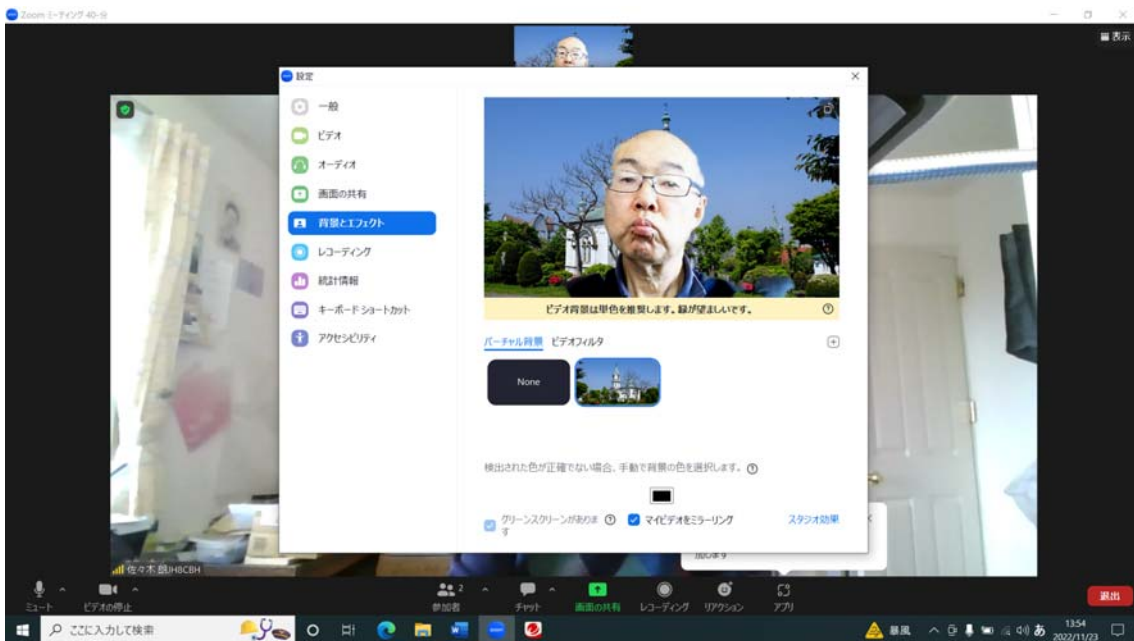 Zoom ミーティング 40-分
表示
設定
一般
ビデオ
オーディオ
画面の共有
背景とエフェクト
レコーディング
統計情報
キーボード ショートカット
アクセシビリティ
ビデオ背景は単色を推奨します。緑が望ましいです。
バーチャル背景 ビデオフィルタ
None
検出された色が正確でない場合、手動で背景の色を選択します。
グリーンスクリーンがありま
す
マイビデオをミラーリング
スタジオ効果
加します
佐々木 朗JH8CBH
ミュート
ビデオの停止
2
参加者
チャット
画面の共有
レコーディング
リアクション
アプリ
退出
ここに入力して検索
暴風
あ
13:54
2022/11/23